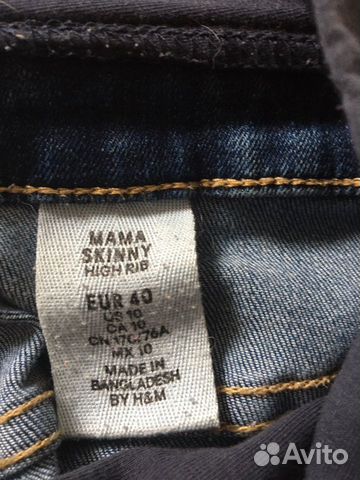 MAMA
SKINNY
HIGH RIB
EUR 40
US 10
CA 10
CN 170/76A
MX 10
MADE IN
BANGLADESH
BY H&M
Avito